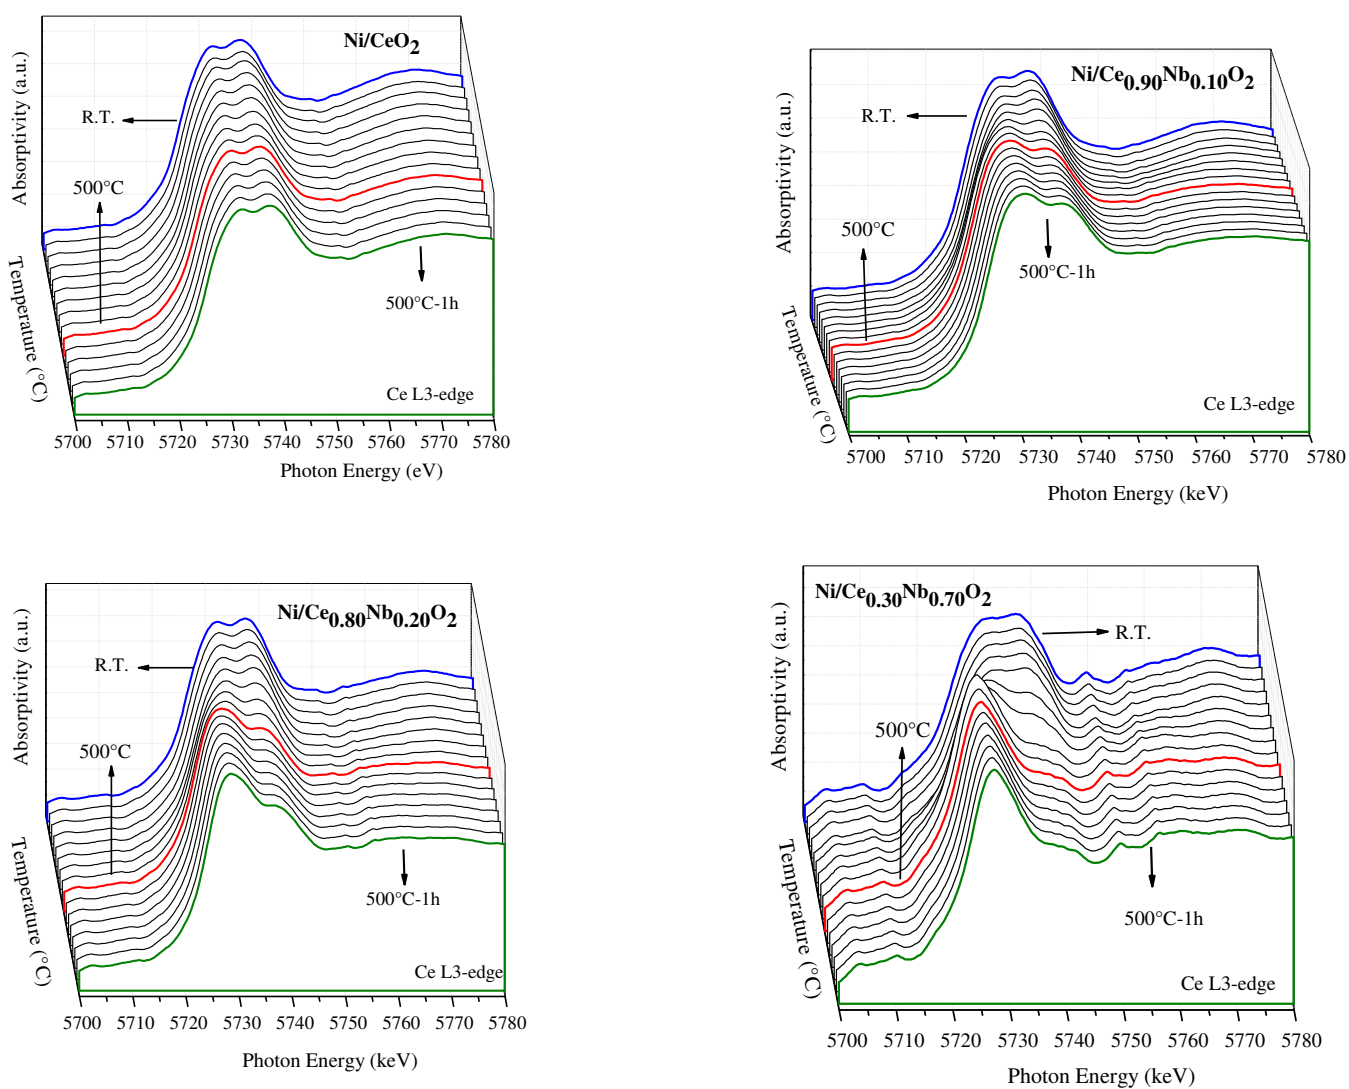 Ni/CeO2
Absorptivity (a.u.)
R.T.
500°C
Temperature (°C)
500°C-1h
Ce L3-edge
5700 5710 5720 5730 5740 5750 5760 5770 5780
Photon Energy (eV)
Ni/Ce0.90Nb0.10O2
Absorptivity (a.u.)
R.T.
500°C
500°C-1h
Temperature (°C)
Ce L3-edge
5700 5710 5720 5730 5740 5750 5760 5770 5780
Photon Energy (keV)
Ni/Ce0.80Nb0.20O2
Absorptivity (a.u.)
R.T.
500°C
Temperature (°C)
500°C-1h
Ce L3-edge
5700 5710 5720 5730 5740 5750 5760 5770 5780
Photon Energy (keV)
Ni/Ce0.30Nb0.70O2
Absorptivity (a.u.)
R.T.
500°C
Temperature (°C)
500°C-1h
Ce L3-edge
5700 5710 5720 5730 5740 5750 5760 5770 5780
Photon Energy (keV)